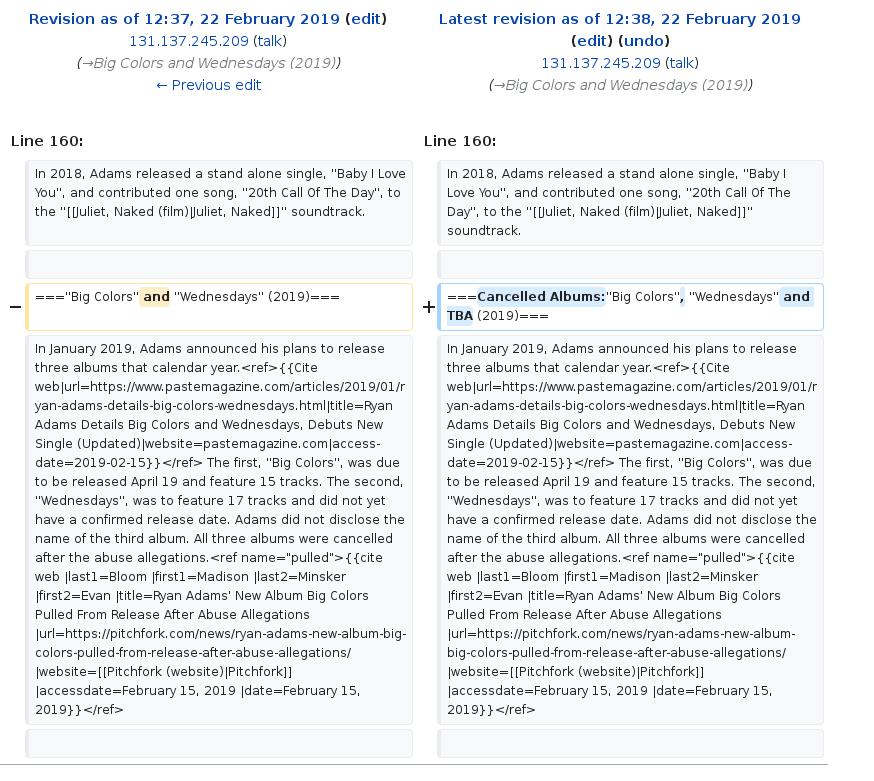 Revision as of 12:37, 22 February 2019 (edit)
131.137.245.209 (talk)
(→Big Colors and Wednesdays (2019))
← Previous edit
Latest revision as of 12:38, 22 February 2019
(edit) (undo)
131.137.245.209 (talk)
(→Big Colors and Wednesdays (2019))
Line 160:
Line 160:
In 2018, Adams released a stand alone single, "Baby I Love
You", and contributed one song, "20th Call Of The Day", to
the ''[[Juliet, Naked (film)|Juliet, Naked]]'' soundtrack.
In 2018, Adams released a stand alone single, "Baby I
Love You", and contributed one song, "20th Call Of The
Day", to the ''[[Juliet, Naked (film)|Juliet, Naked]]''
soundtrack.
− ===''Big Colors'' and ''Wednesdays'' (2019)===
+ ===Cancelled Albums:''Big Colors'', ''Wednesdays'' and
TBA (2019)===
In January 2019, Adams announced his plans to release
three albums that calendar year.<ref>{{Cite
web|url=https://www.pastemagazine.com/articles/2019/01/r
yan-adams-details-big-colors-wednesdays.html|title=Ryan
Adams Details Big Colors and Wednesdays, Debuts New
Single (Updated)|website=pastemagazine.com|access-
date=2019-02-15}}</ref> The first, ''Big Colors'', was due
to be released April 19 and feature 15 tracks. The second,
''Wednesdays'', was to feature 17 tracks and did not yet
have a confirmed release date. Adams did not disclose the
name of the third album. All three albums were cancelled
after the abuse allegations.<ref name="pulled">{{cite
web |last1=Bloom |first1=Madison |last2=Minsker
|first2=Evan |title=Ryan Adams' New Album Big Colors
Pulled From Release After Abuse Allegations
|url=https://pitchfork.com/news/ryan-adams-new-album-big-
colors-pulled-from-release-after-abuse-allegations/
|website=[[Pitchfork (website)|Pitchfork]]
|accessdate=February 15, 2019 |date=February 15,
2019}}</ref>
In January 2019, Adams announced his plans to release
three albums that calendar year.<ref>{{Cite
web|url=https://www.pastemagazine.com/articles/2019/01/r
yan-adams-details-big-colors-wednesdays.html|title=Ryan
Adams Details Big Colors and Wednesdays, Debuts New
Single (Updated)|website=pastemagazine.com|access-
date=2019-02-15}}</ref> The first, ''Big Colors'', was due
to be released April 19 and feature 15 tracks. The second,
''Wednesdays'', was to feature 17 tracks and did not yet
have a confirmed release date. Adams did not disclose the
name of the third album. All three albums were cancelled
after the abuse allegations.<ref name="pulled">{{cite
web |last1=Bloom |first1=Madison |last2=Minsker
|first2=Evan |title=Ryan Adams' New Album Big Colors
Pulled From Release After Abuse Allegations
|url=https://pitchfork.com/news/ryan-adams-new-album-
big-colors-pulled-from-release-after-abuse-allegations/
|website=[[Pitchfork (website)|Pitchfork]]
|accessdate=February 15, 2019 |date=February 15,
2019}}</ref>